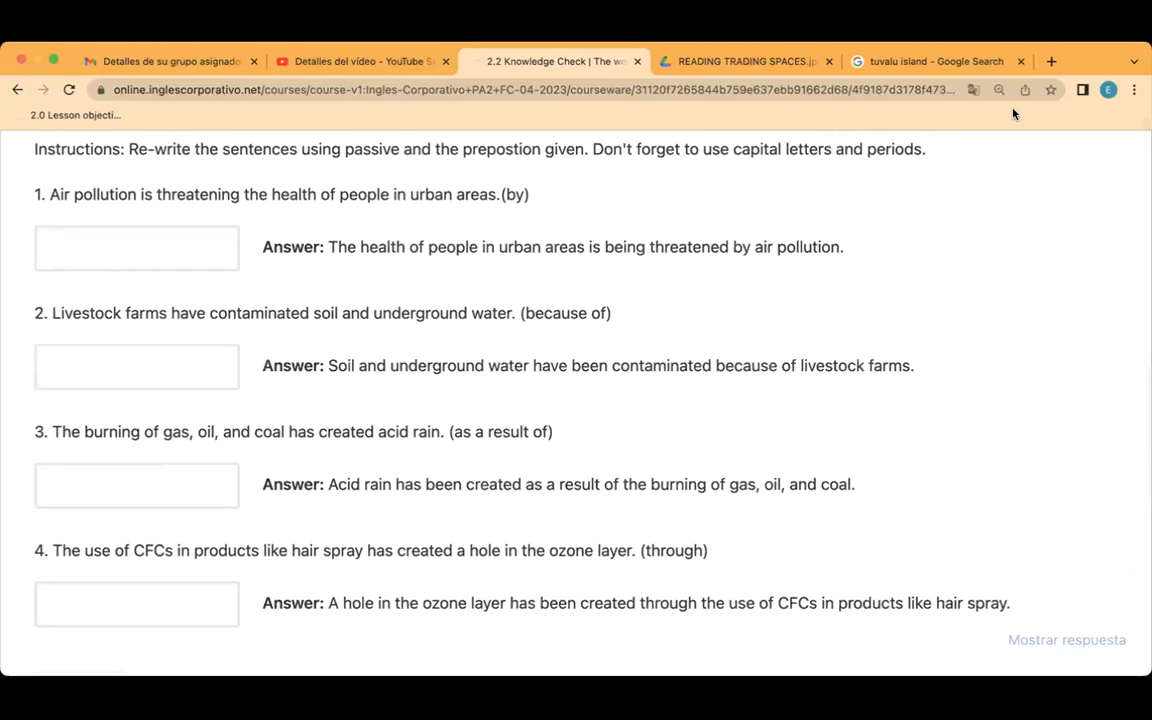 Detalles de su grupo asignado
Detalles del vídeo - YouTube S
2.2 Knowledge Check | The wo
READING TRADING SPACES.jp
tuvalu island - Google Search
online.inglescorporativo.net/courses/course-v1:Ingles-Corporativo+PA2+FC-04-2023/courseware/31120f7265844b759e637ebb91662d68/4f9187d3178f473...
E
2.0 Lesson objecti...
Instructions: Re-write the sentences using passive and the prepostion given. Don't forget to use capital letters and periods.
1. Air pollution is threatening the health of people in urban areas.(by)
Answer: The health of people in urban areas is being threatened by air pollution.
2. Livestock farms have contaminated soil and underground water. (because of)
Answer: Soil and underground water have been contaminated because of livestock farms.
3. The burning of gas, oil, and coal has created acid rain. (as a result of)
Answer: Acid rain has been created as a result of the burning of gas, oil, and coal.
4. The use of CFCs in products like hair spray has created a hole in the ozone layer. (through)
Answer: A hole in the ozone layer has been created through the use of CFCs in products like hair spray.
Mostrar respuesta